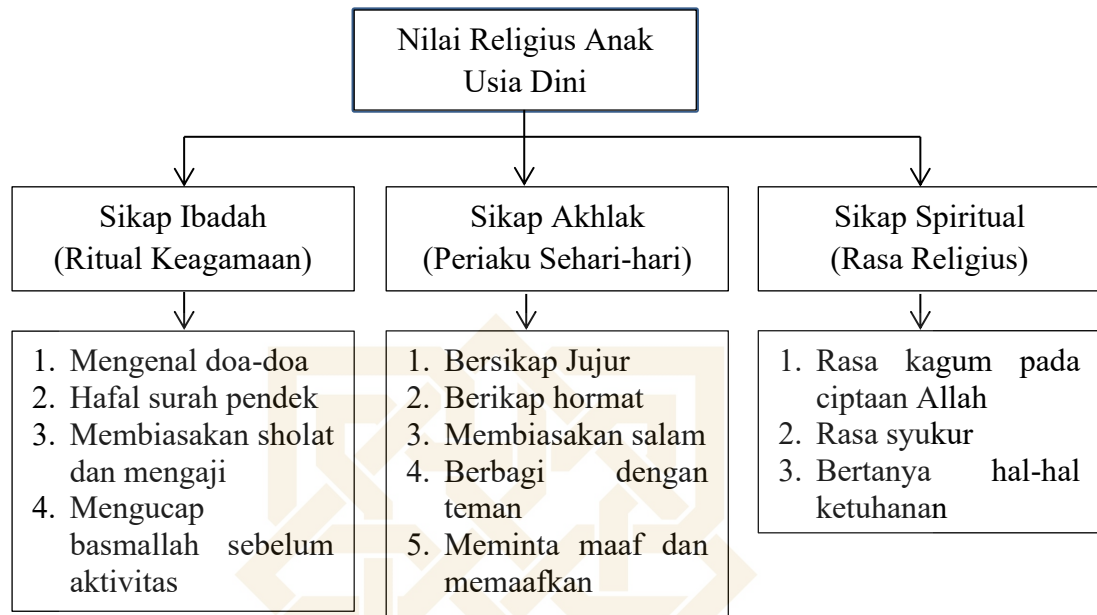 Nilai Religius Anak
Usia Dini
Sikap Ibadah
(Ritual Keagamaan)
Sikap Akhlak
(Periaku Sehari-hari)
Sikap Spiritual
(Rasa Religius)
1. Mengenal doa-doa
2. Hafal surah pendek
3. Membiasakan sholat
dan mengaji
4. Mengucap
basmallah sebelum
aktivitas
1. Bersikap Jujur
2. Berikap hormat
3. Membiasakan salam
4. Berbagi dengan
teman
5. Meminta maaf dan
memaafkan
1. Rasa kagum pada
ciptaan Allah
2. Rasa syukur
3. Bertanya hal-hal
ketuhanan